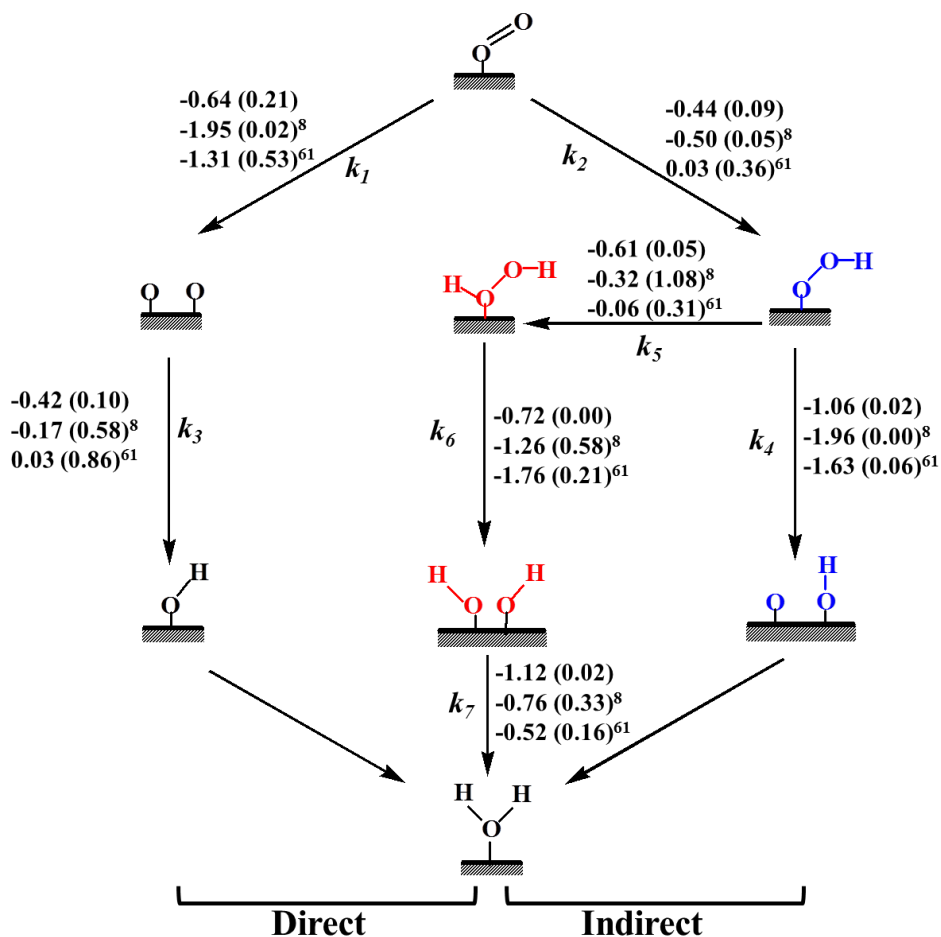 O
O
-0.64 (0.21)
-1.95 (0.02)⁸
-1.31 (0.53)⁶¹
k₁
-0.44 (0.09)
-0.50 (0.05)⁸
0.03 (0.36)⁶¹
k₂
O O
H O O H
-0.61 (0.05)
-0.32 (1.08)⁸
-0.06 (0.31)⁶¹
k₅
O O H
-0.42 (0.10)
-0.17 (0.58)⁸
0.03 (0.86)⁶¹
k₃
k₆
-0.72 (0.00)
-1.26 (0.58)⁸
-1.76 (0.21)⁶¹
k₄
-1.06 (0.02)
-1.96 (0.00)⁸
-1.63 (0.06)⁶¹
H
O
H H
O O
H
O O
k₇
-1.12 (0.02)
-0.76 (0.33)⁸
-0.52 (0.16)⁶¹
H H
O
Direct Indirect